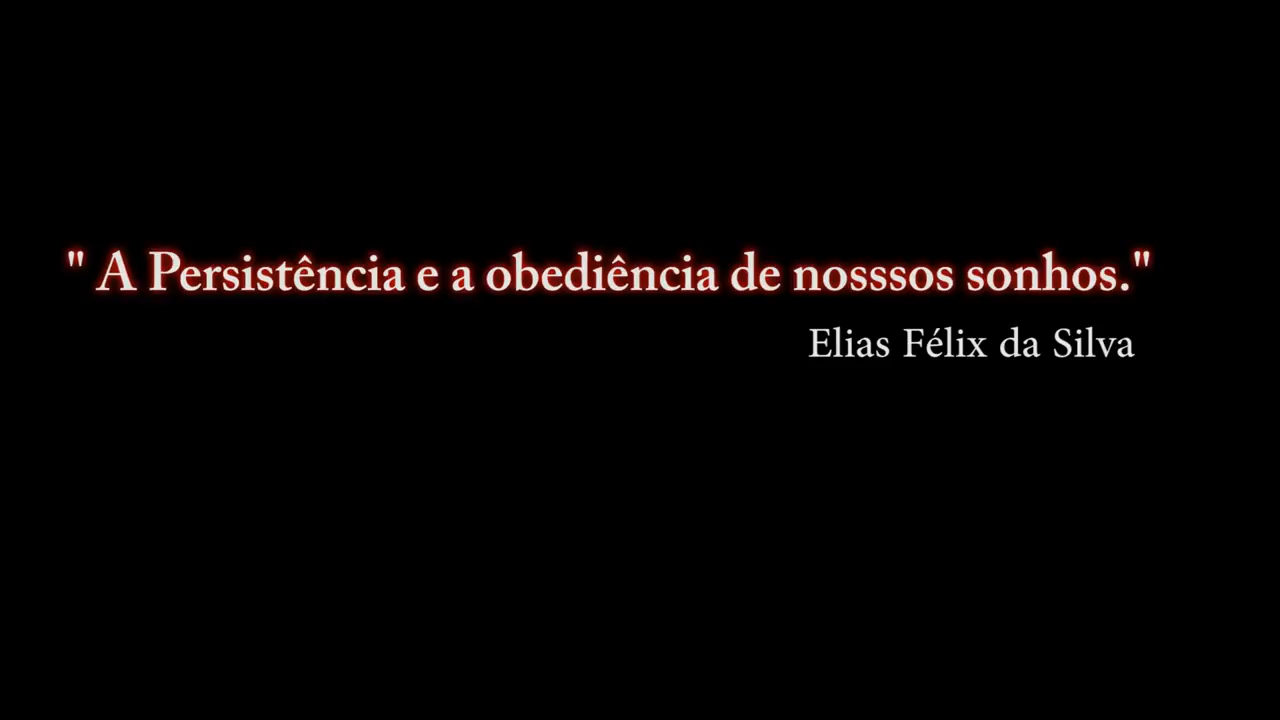 " A Persistência e a obediência de nosssos sonhos."
Elias Félix da Silva